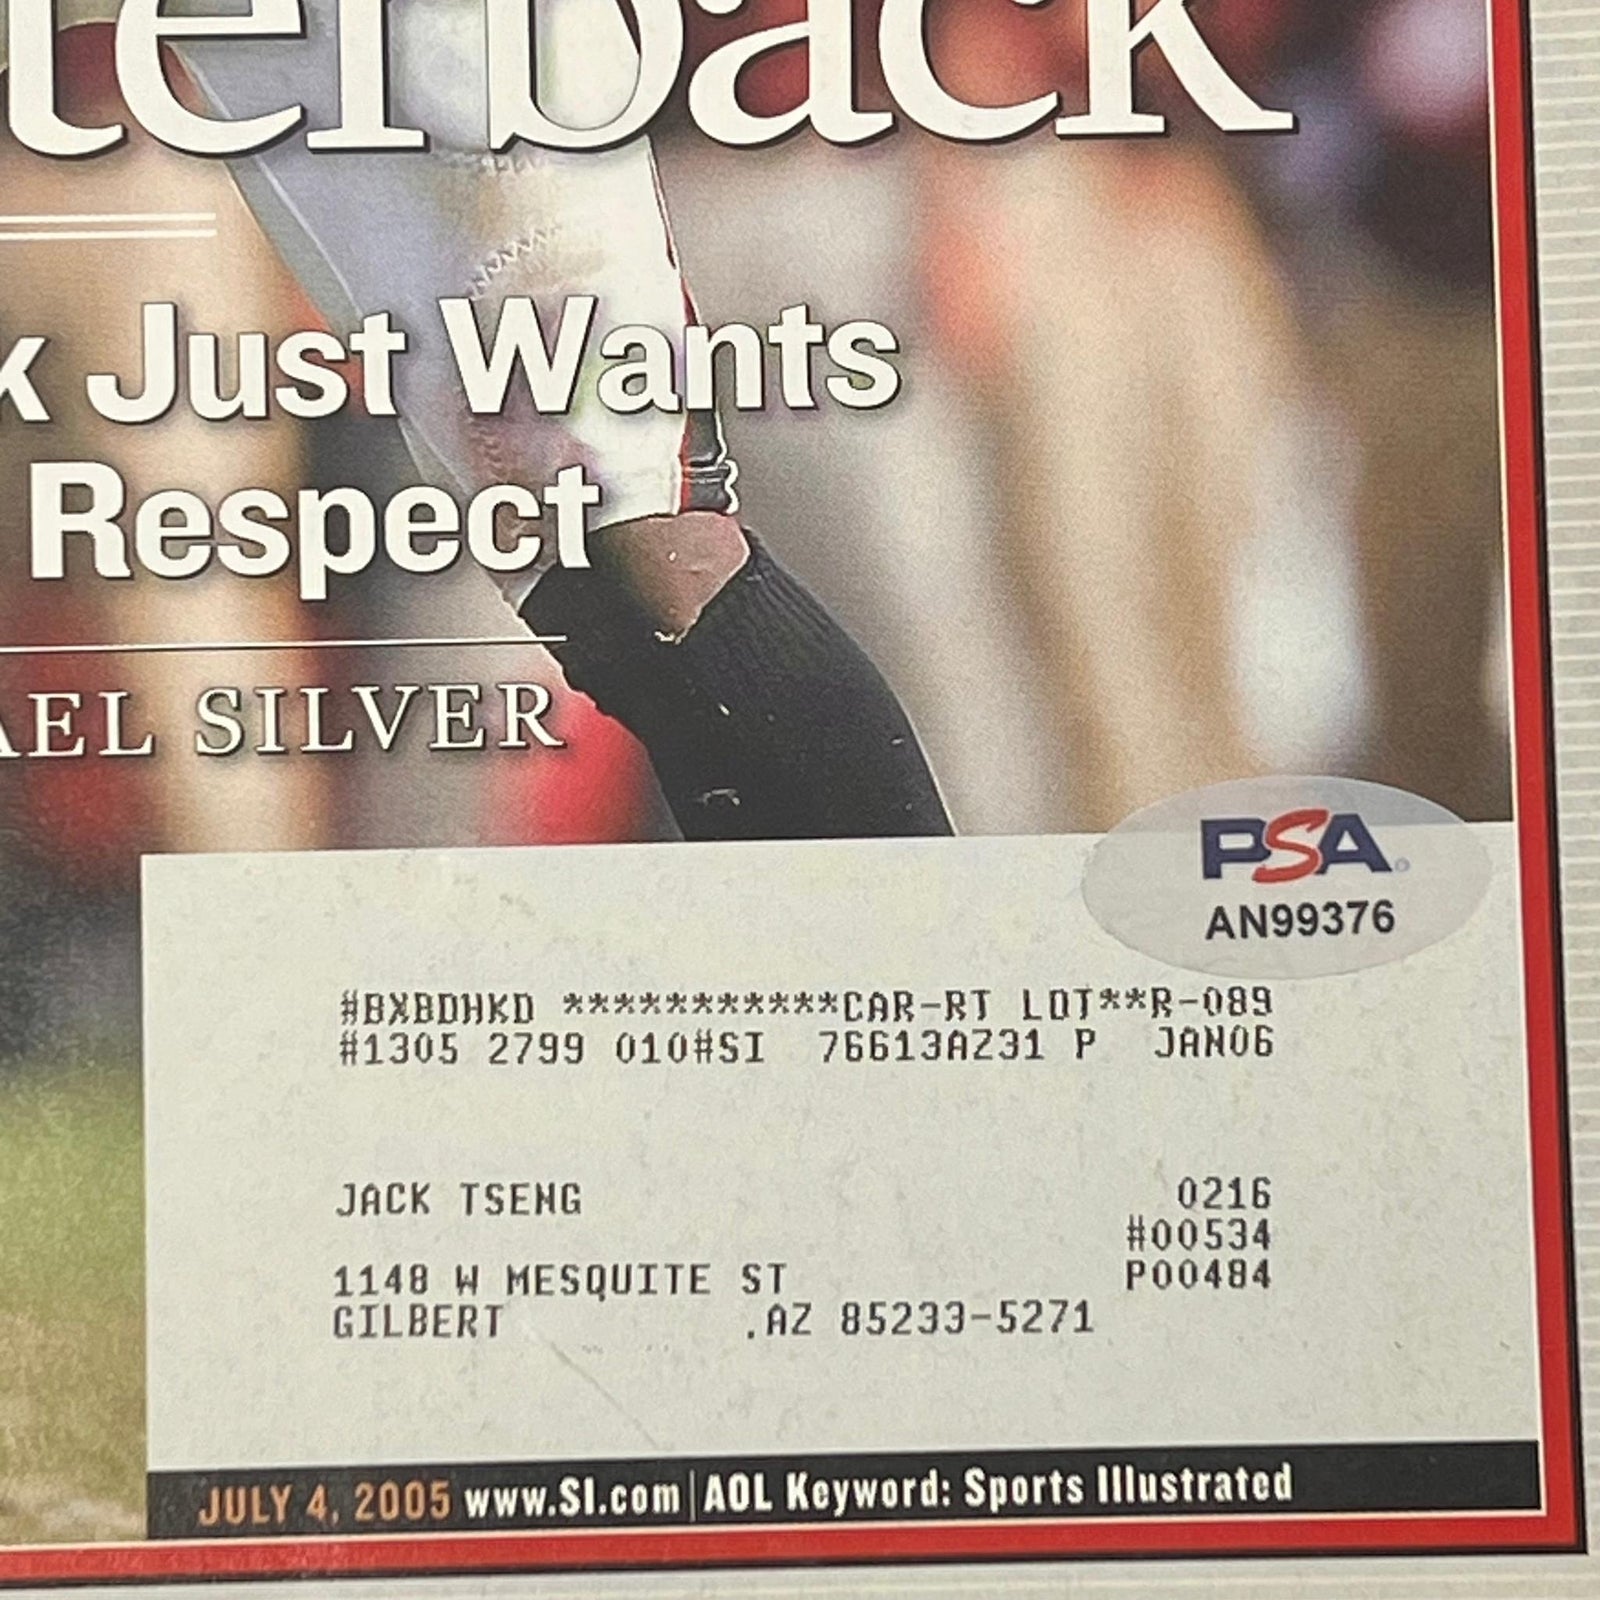 terback
k Just Wants
Respect
AEL SILVER
PSA
AN99376
#BXBDHKD ***********CAR-RT LOT**R-089
#1305 2799 010#SI 76613AZ31 P JAN06
JACK TSENG 0216
#00534
1148 W MESQUITE ST P00484
GILBERT .AZ 85233-5271
JULY 4, 2005 www.SI.com | AOL Keyword: Sports Illustrated